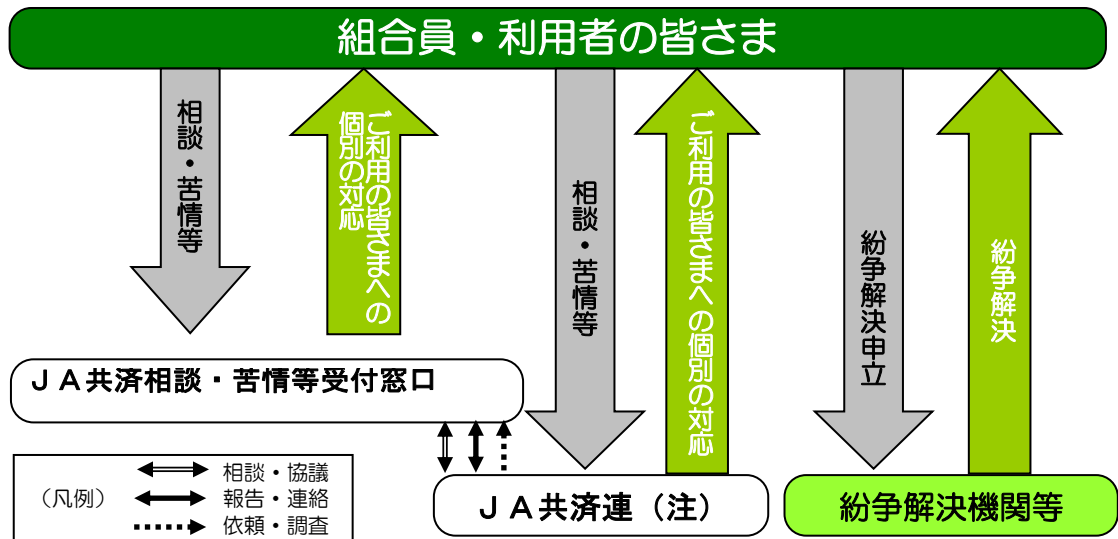 組合員・利用者の皆さま
相談・苦情等
ご利用の皆さまへの
個別の対応
相談・苦情等
ご利用の皆さまへの個別の対応
紛争解決申立
紛争解決
ＪＡ共済相談・苦情等受付窓口
（凡例）
相談・協議
報告・連絡
依頼・調査
ＪＡ共済連（注）
紛争解決機関等